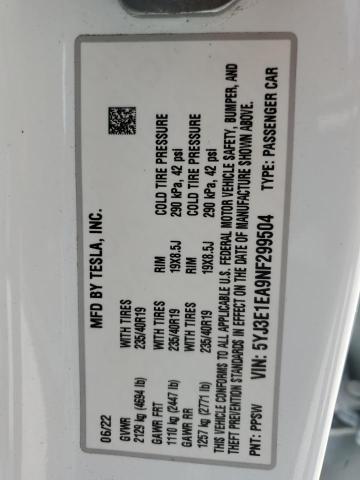 MFD BY TESLA, INC.
06/22
GVWR WITH TIRES RIM COLD TIRE PRESSURE
2129 kg (4694 lb) 235/40R19 19X8.5J 290 kPa, 42 psi
GAWR FRT WITH TIRES RIM COLD TIRE PRESSURE
1110 kg (2447 lb) 235/40R19 19X8.5J 290 kPa, 42 psi
GAWR RR
1257 kg (2771 lb)
THIS VEHICLE CONFORMS TO ALL APPLICABLE U.S. FEDERAL MOTOR VEHICLE SAFETY, BUMPER, AND
THEFT PREVENTION STANDARDS IN EFFECT ON THE DATE OF MANUFACTURE SHOWN ABOVE.
VIN: 5YJ3E1EA9NF299504
PNT: PPSW TYPE: PASSENGER CAR